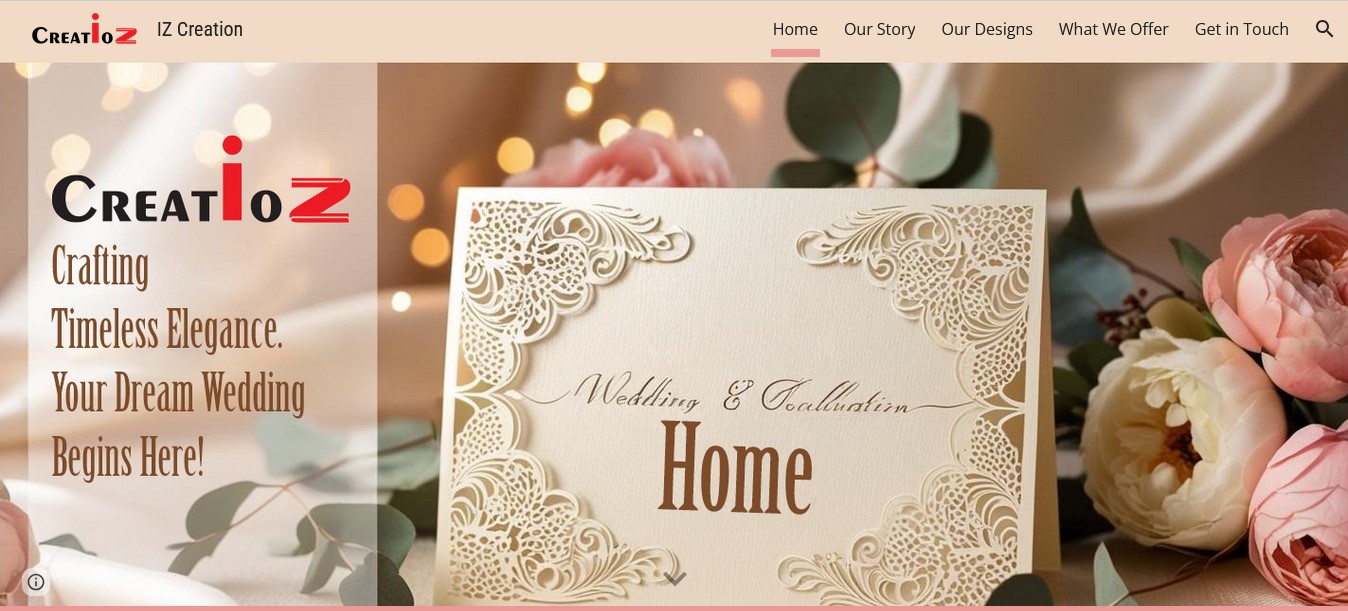 CREATIOZ
IZ Creation
Home
Our Story
Our Designs
What We Offer
Get in Touch
CREATIOZ
Crafting
Timeless Elegance.
Your Dream Wedding
Begins Here!
Wedding &
Home